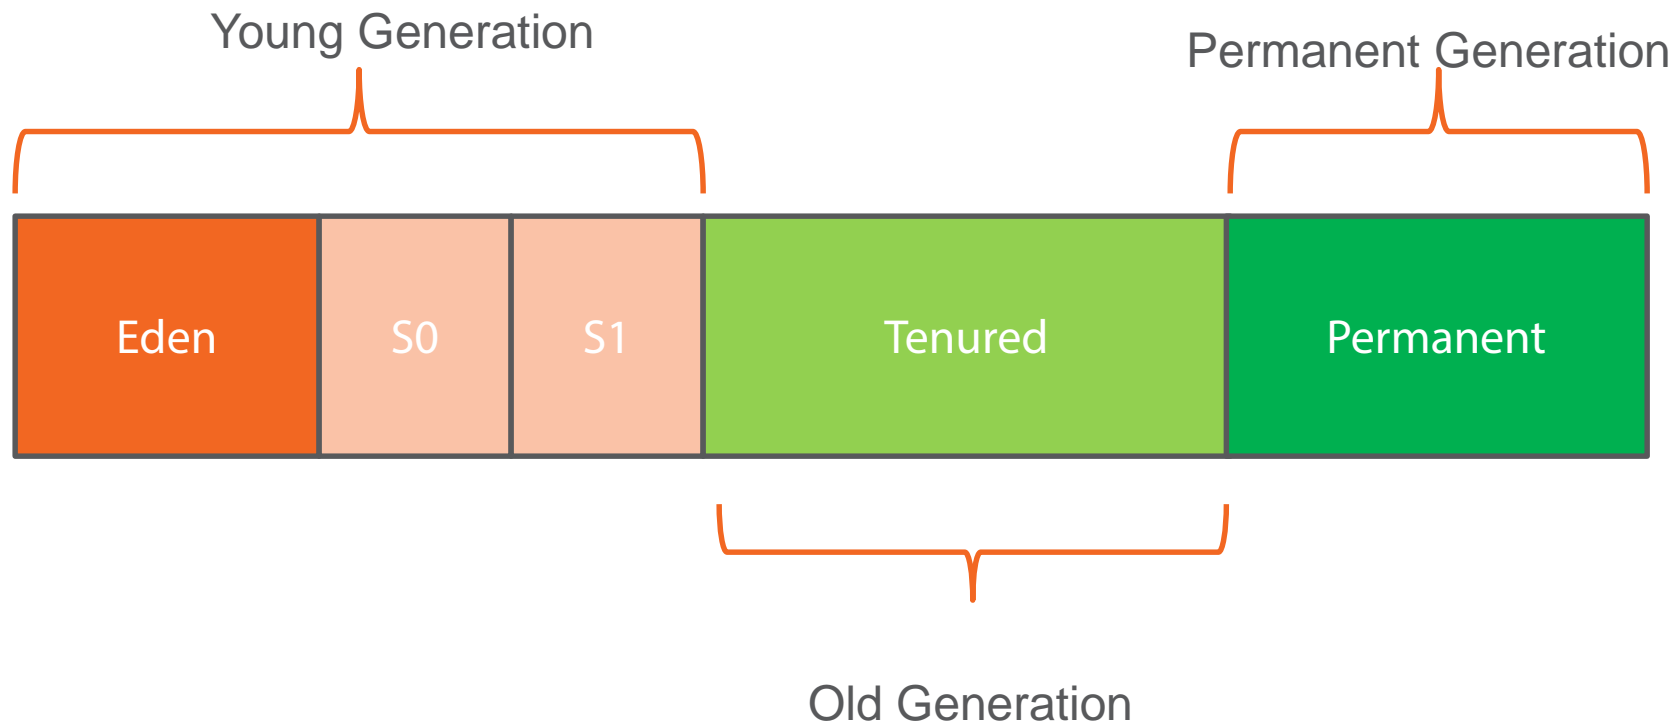 Young Generation
Permanent Generation
Eden
S0
S1
Tenured
Permanent
Old Generation